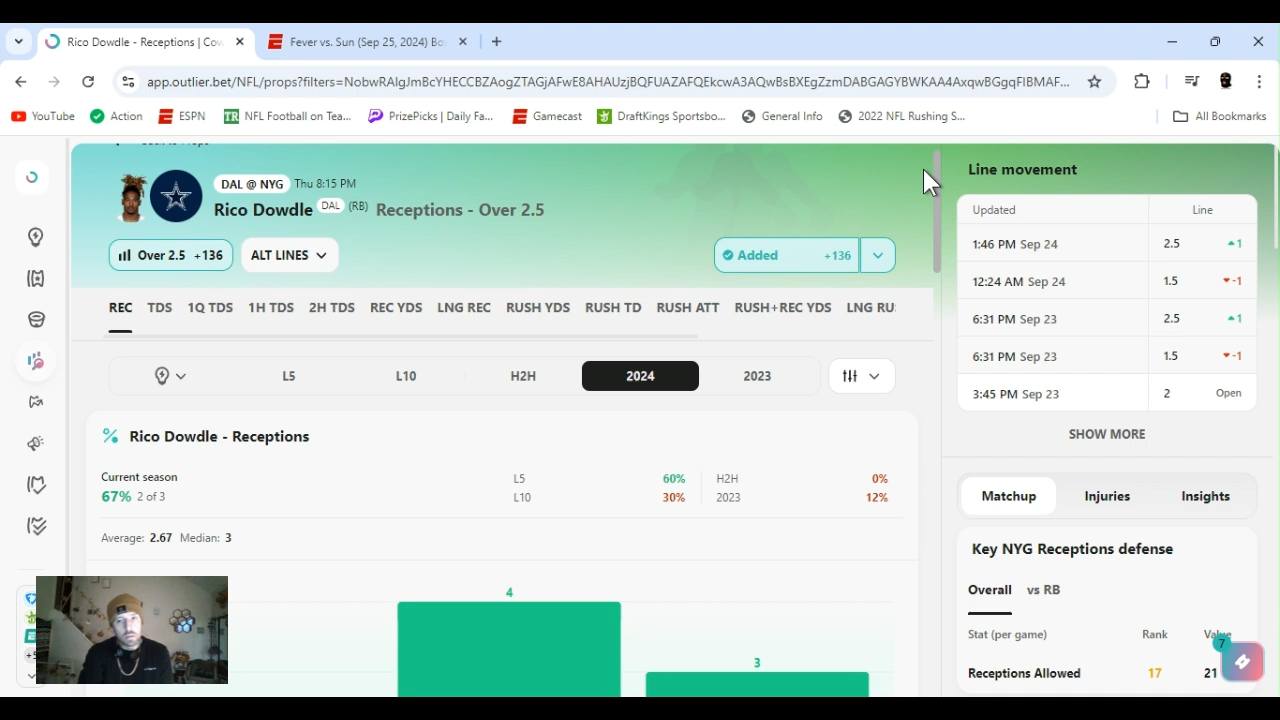 Rico Dowdle - Receptions | Cow
Fever vs. Sun (Sep 25, 2024) Bo
app.outlier.bet/NFL/props?filters=NobwRAIgJmBcYHECCBZAogZTAGjAFwE8AHAUzjBQFUAZAFQEkcwA3AQwBsBXEgZzmDABGAGYBWKAA4AxqwBGgqFIBMAF...
YouTube
Action
ESPN
NFL Football on Tea...
PrizePicks | Daily Fa...
Gamecast
DraftKings Sportsbo...
General Info
2022 NFL Rushing S...
All Bookmarks
DAL @ NYG Thu 8:15 PM
Rico Dowdle DAL (RB) Receptions - Over 2.5
Over 2.5 +136
ALT LINES
Added +136
REC TDS 1Q TDS 1H TDS 2H TDS REC YDS LNG REC RUSH YDS RUSH TD RUSH ATT RUSH+REC YDS LNG RU
L5 L10 H2H 2024 2023
Rico Dowdle - Receptions
Current season
67% 2 of 3
L5 60% H2H 0%
L10 30% 2023 12%
Average: 2.67 Median: 3
4
3
Line movement
Updated Line
1:46 PM Sep 24 2.5 1
12:24 AM Sep 24 1.5 -1
6:31 PM Sep 23 2.5 1
6:31 PM Sep 23 1.5 -1
3:45 PM Sep 23 2 Open
SHOW MORE
Matchup Injuries Insights
Key NYG Receptions defense
Overall vs RB
Stat (per game) Rank Value
7
Receptions Allowed 17 21